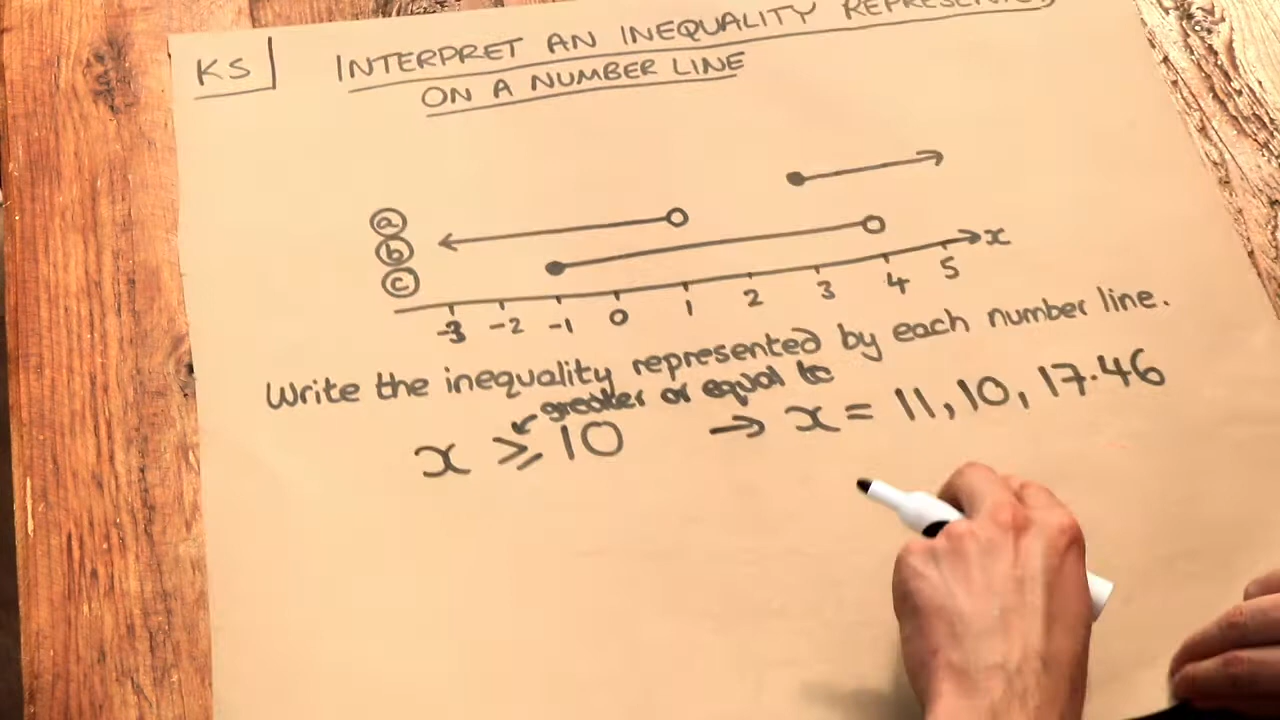 KS
INTERPRET AN INEQUALITY
ON A NUMBER LINE
a
b
c
-3 -2 -1 0 1 2 3 4 5 x
Write the inequality represented by each number line.
greater or equal to
x ⩾ 10 → x = 11, 10, 17.46